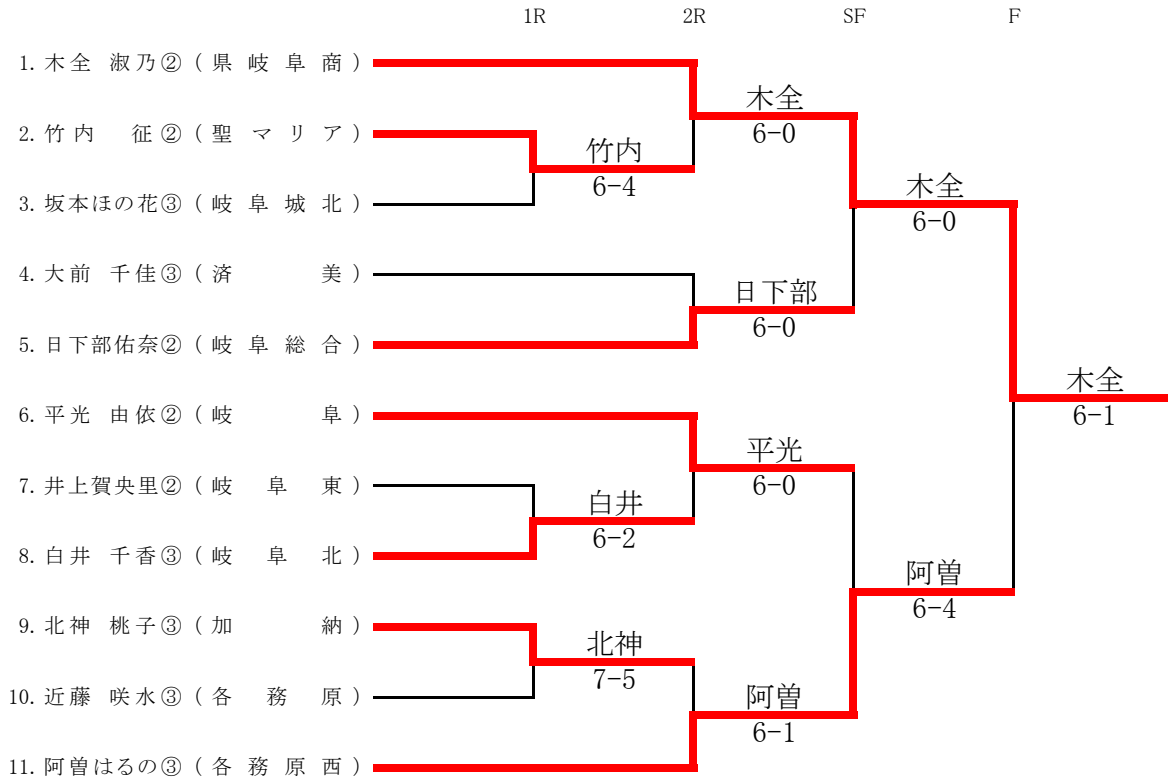 1R 2R SF F
1. 木全 淑乃② ( 県岐阜商 )
2. 竹内 征② ( 聖マリア )
3. 坂本ほの花③ ( 岐阜城北 )
4. 大前 千佳③ ( 済美 )
5. 日下部佑奈② ( 岐阜総合 )
6. 平光 由依② ( 岐阜 )
7. 井上賀央里② ( 岐阜東 )
8. 白井 千香③ ( 岐阜北 )
9. 北神 桃子③ ( 加納 )
10. 近藤 咲水③ ( 各務原 )
11. 阿曽はるの③ ( 各務原西 )
竹内
6-4
白井
6-2
北神
7-5
木全
6-0
日下部
6-0
平光
6-0
阿曽
6-1
木全
6-0
阿曽
6-4
木全
6-1